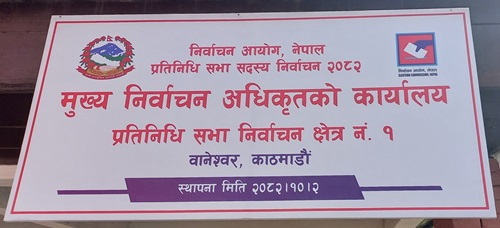 निर्वाचन आयोग, नेपाल
प्रतिनिधि सभा सदस्य निर्वाचन २०८२
मुख्य निर्वाचन अधिकृतको कार्यालय
प्रतिनिधि सभा निर्वाचन क्षेत्र नं. १
वानेश्वर, काठमाडौं
स्थापना मिति २०८२।१०।२